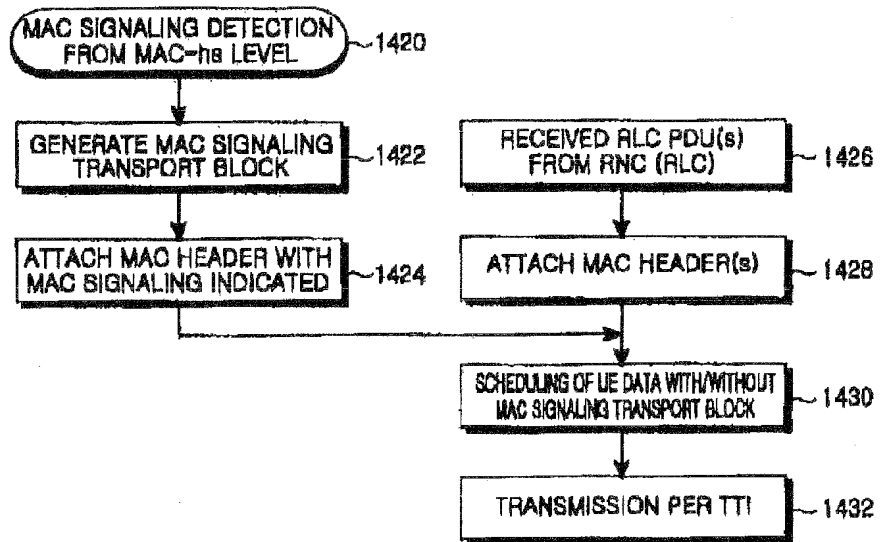 MAC SIGNALING DETECTION
FROM MAC-hs LEVEL
1420
GENERATE MAC SIGNALING
TRANSPORT BLOCK
1422
ATTACH MAC HEADER WITH
MAC SIGNALING INDICATED
1424
RECEIVED RLC PDU(s)
FROM RNC (RLC)
1426
ATTACH MAC HEADER(s)
1428
SCHEDULING OF UE DATA WITH/WITHOUT
MAC SIGNALING TRANSPORT BLOCK
1430
TRANSMISSION PER TTI
1432